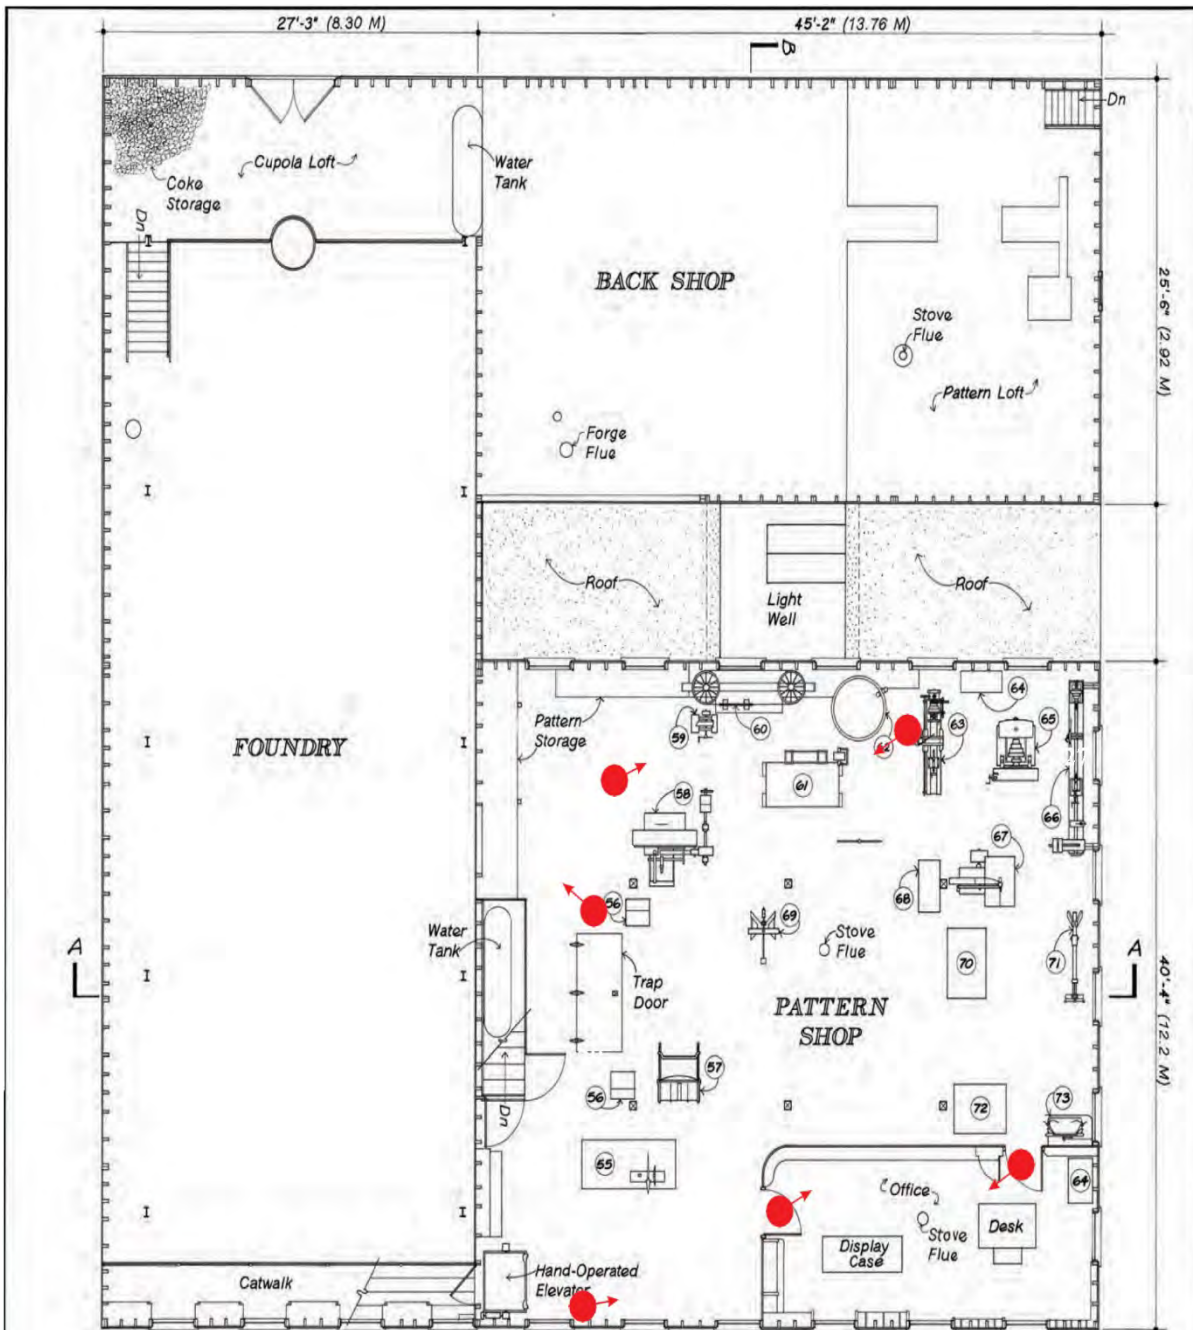 27'-3" (8.30 M)
45'-2" (13.76 M)
B
Dn
Cupola Loft
Coke
Storage
Water
Tank
Dn
BACK SHOP
25'-6" (2.92 M)
Stove
Flue
Pattern Loft
Forge
Flue
Roof
Light
Well
Roof
FOUNDRY
Pattern
Storage
59
60
62
63
64
65
58
61
66
67
68
56
69
Stove
Flue
Water
Tank
A
Trap
Door
70
71
A
40'-4" (12.2 M)
PATTERN
SHOP
57
56
Dn
72
73
55
64
Office
Stove
Flue
Desk
Display
Case
Hand-Operated
Elevator
Catwalk